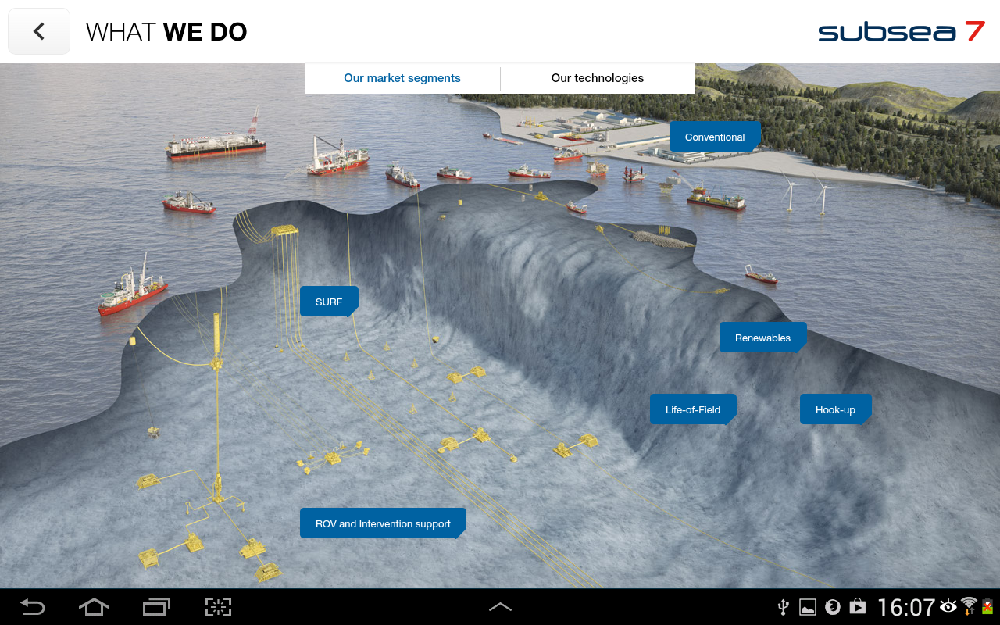 WHAT WE DO
subsea 7
Our market segments
Our technologies
Conventional
SURF
Renewables
Life-of-Field
Hook-up
ROV and Intervention support
16:07